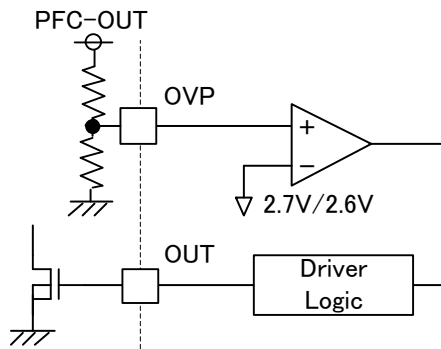 PFC-OUT
OVP
+
−
2.7V/2.6V
OUT
Driver
Logic